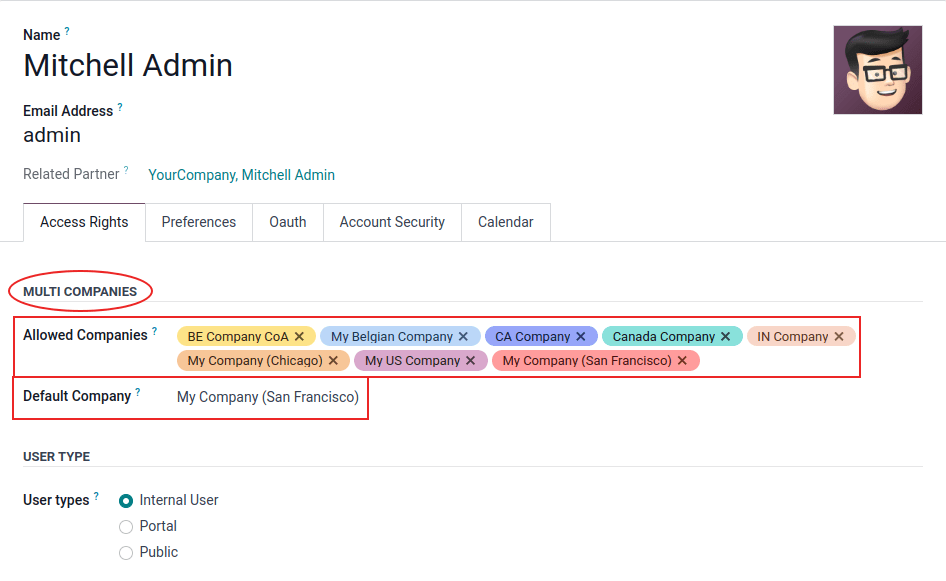 Name ?
Mitchell Admin
Email Address ?
admin
Related Partner ? YourCompany, Mitchell Admin
Access Rights Preferences Oauth Account Security Calendar
MULTI COMPANIES
Allowed Companies ? BE Company CoA ✕ My Belgian Company ✕ CA Company ✕ Canada Company ✕ IN Company ✕
My Company (Chicago) ✕ My US Company ✕ My Company (San Francisco) ✕
Default Company ? My Company (San Francisco)
USER TYPE
User types ? Internal User
Portal
Public